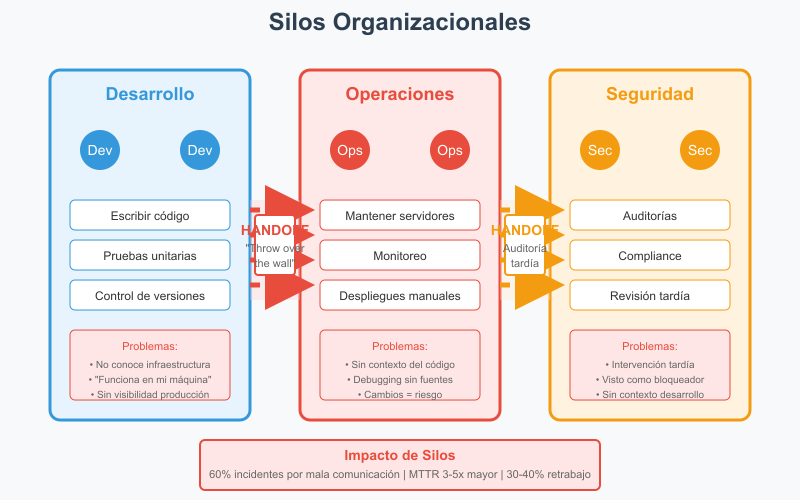 Silos Organizacionales
Desarrollo
Dev
Dev
Escribir código
Pruebas unitarias
Control de versiones
Problemas:
• No conoce infraestructura
• "Funciona en mi máquina"
• Sin visibilidad producción
HANDOFF
"Throw over
the wall"
Operaciones
Ops
Ops
Mantener servidores
Monitoreo
Despliegues manuales
Problemas:
• Sin contexto del código
• Debugging sin fuentes
• Cambios = riesgo
HANDOFF
Auditoría
tardía
Seguridad
Sec
Sec
Auditorías
Compliance
Revisión tardía
Problemas:
• Intervención tardía
• Visto como bloqueador
• Sin contexto desarrollo
Impacto de Silos
60% incidentes por mala comunicación | MTTR 3-5x mayor | 30-40% retrabajo